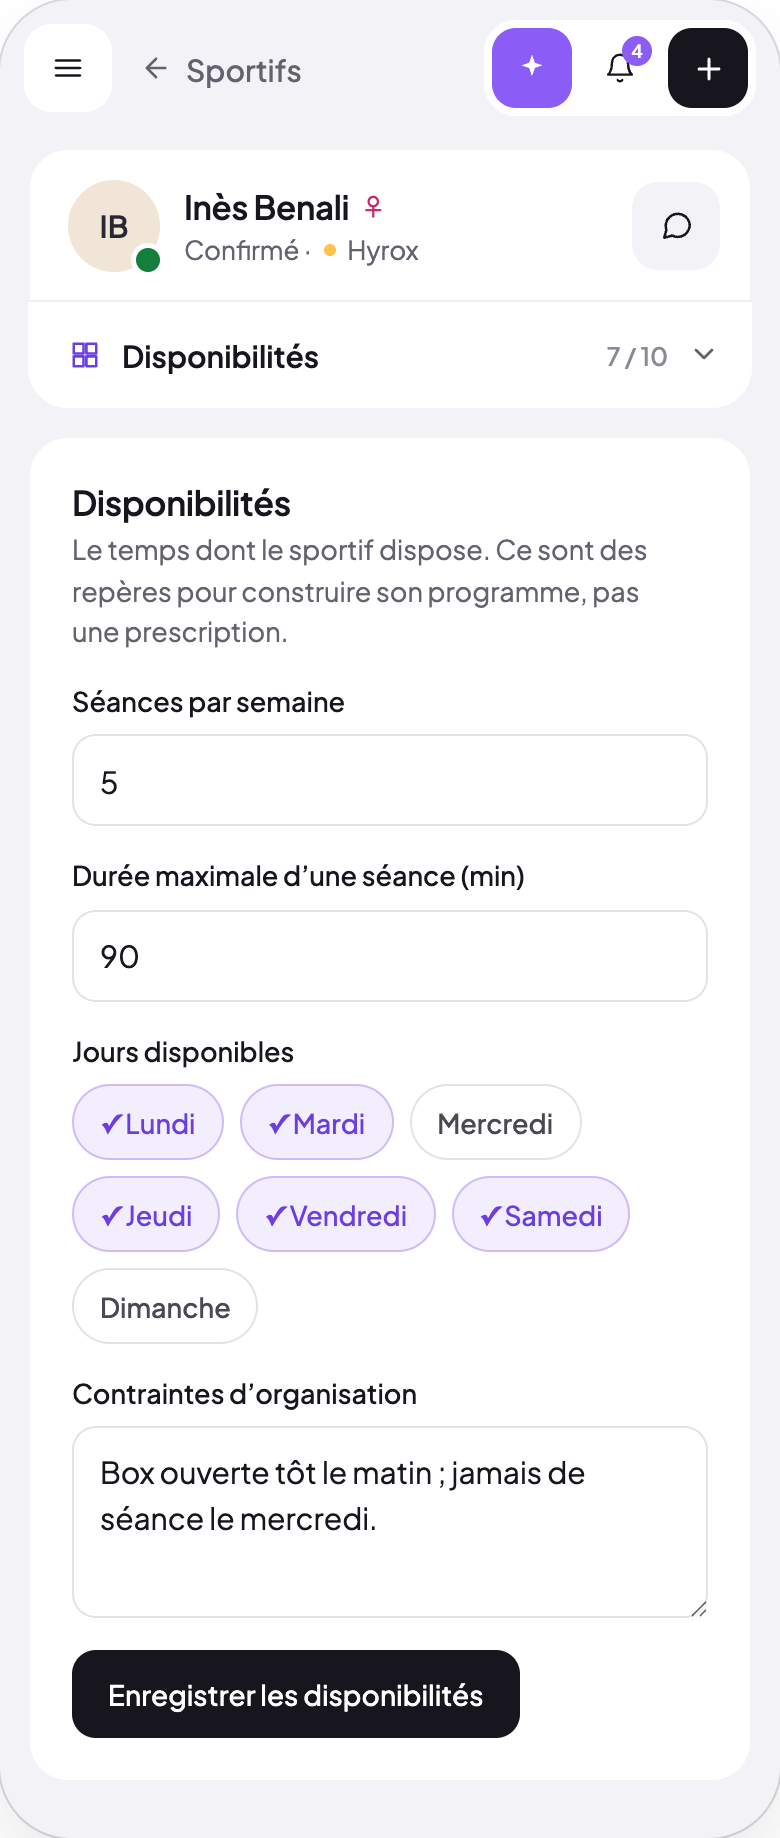 Sportifs
4
IB
Inès Benali ♀
Confirmé · Hyrox
Disponibilités
7 / 10
Disponibilités
Le temps dont le sportif dispose. Ce sont des
repères pour construire son programme, pas
une prescription.
Séances par semaine
5
Durée maximale d’une séance (min)
90
Jours disponibles
✓Lundi ✓Mardi Mercredi
✓Jeudi ✓Vendredi ✓Samedi
Dimanche
Contraintes d’organisation
Box ouverte tôt le matin ; jamais de
séance le mercredi.
Enregistrer les disponibilités